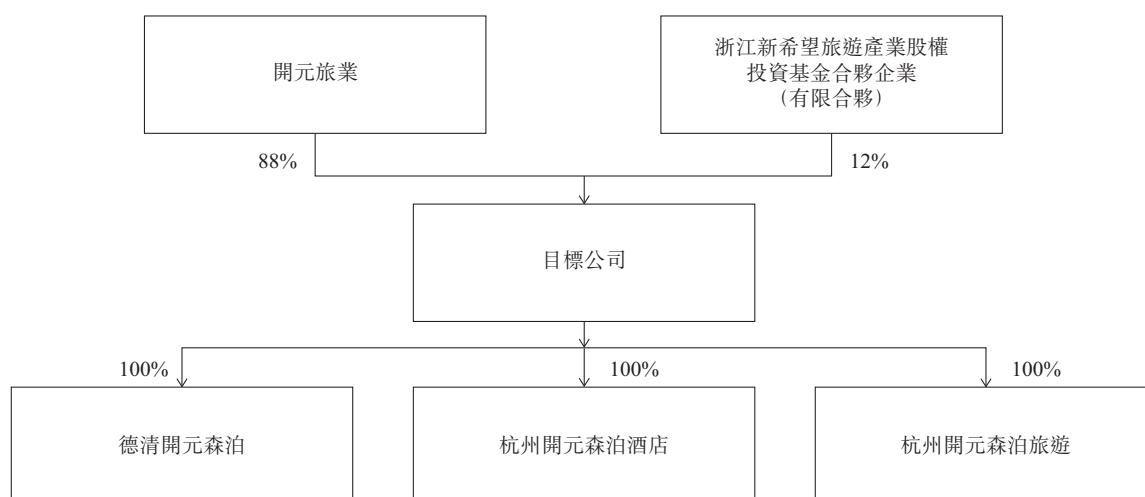 開元旅業
浙江新希望旅遊產業股權
投資基金合夥企業
（有限合夥）
88%
12%
目標公司
100%
100%
100%
德清開元森泊
杭州開元森泊酒店
杭州開元森泊旅遊